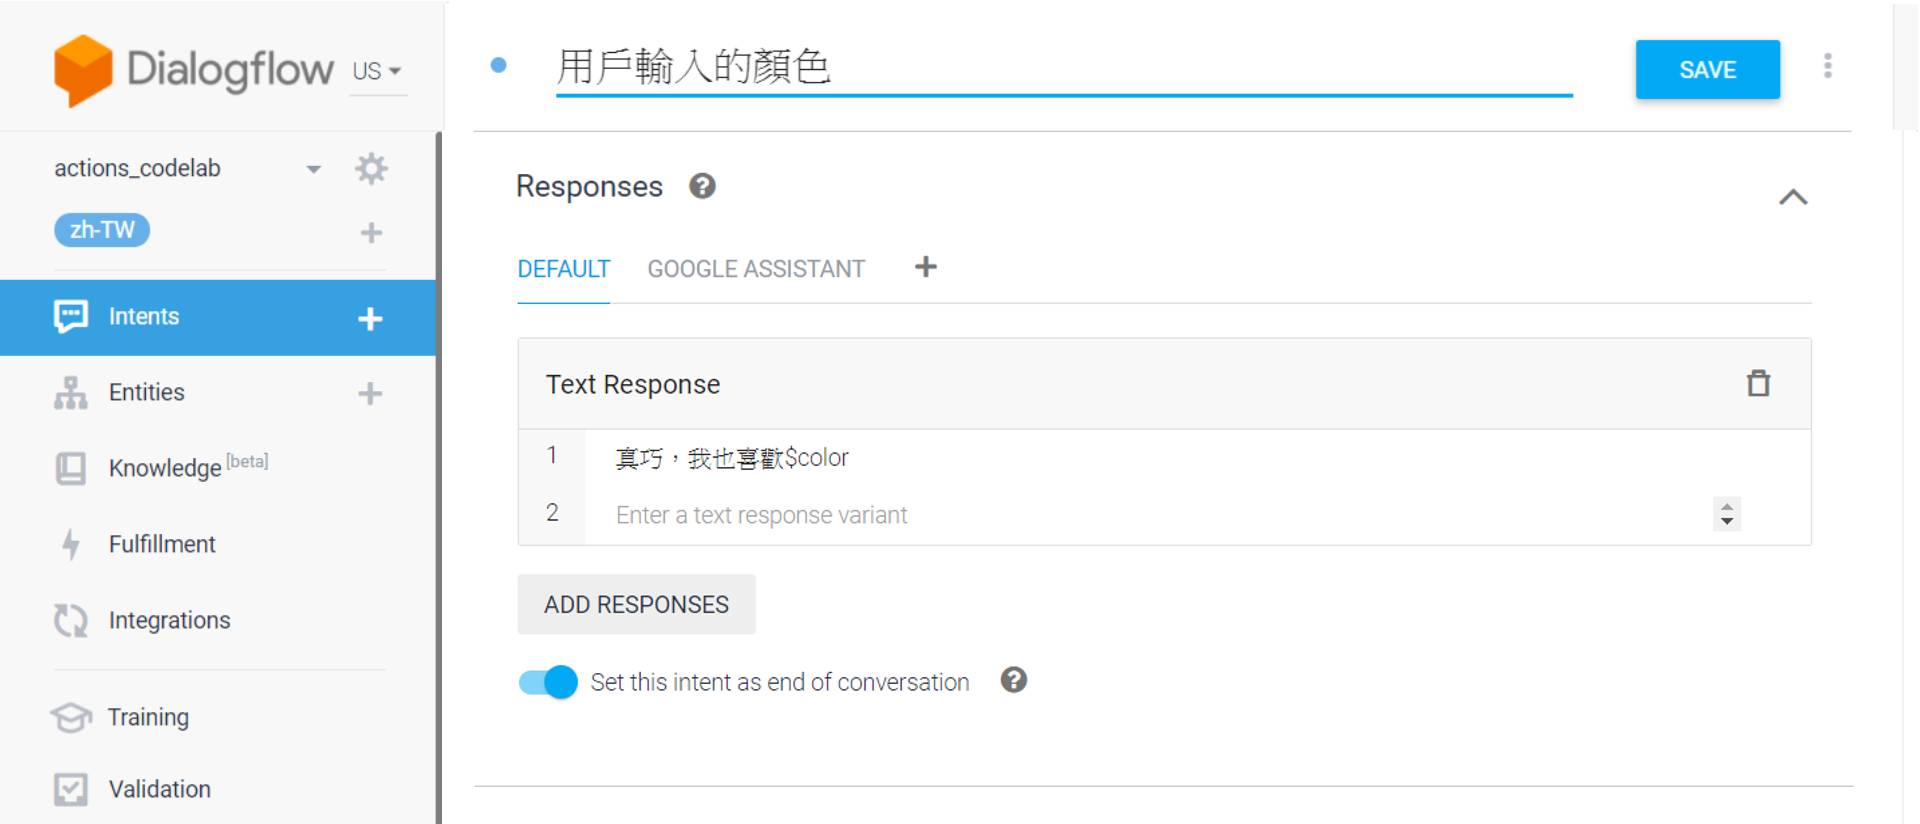 Dialogflow US
用戶輸入的顏色
SAVE
actions_codelab
zh-TW
Intents
Entities
Knowledge [beta]
Fulfillment
Integrations
Training
Validation
Responses
DEFAULT GOOGLE ASSISTANT
Text Response
1 真巧，我也喜歡$color
2 Enter a text response variant
ADD RESPONSES
Set this intent as end of conversation